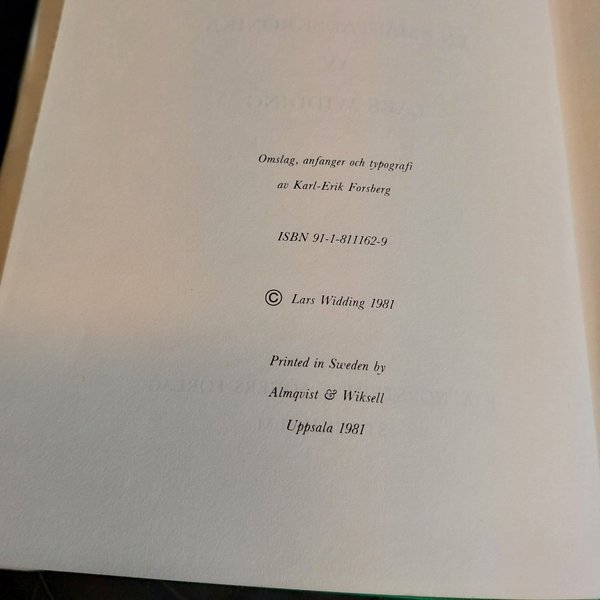 Omslag, anfanger och typografi
av Karl-Erik Forsberg
ISBN 91-1-811162-9
© Lars Widding 1981
Printed in Sweden by
Almqvist & Wiksell
Uppsala 1981